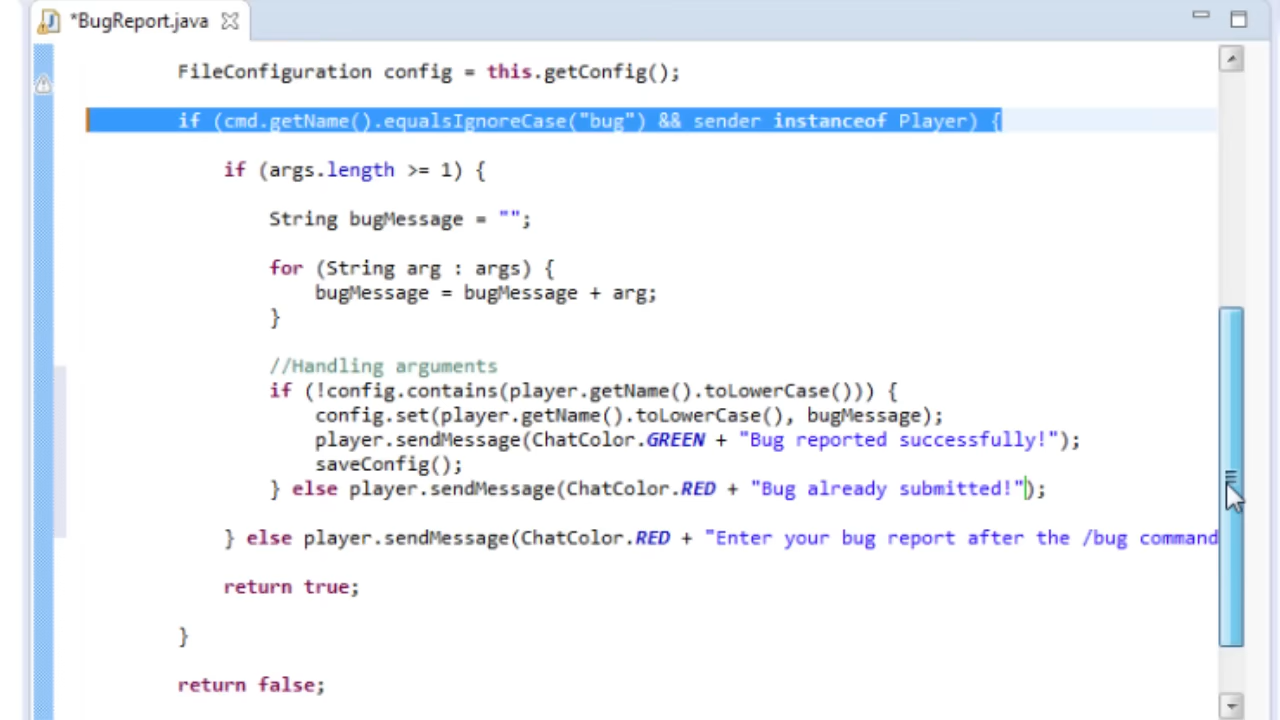 *BugReport.java
FileConfiguration config = this.getConfig();
if (cmd.getName().equalsIgnoreCase("bug") && sender instanceof Player) {
if (args.length >= 1) {
String bugMessage = "";
for (String arg : args) {
bugMessage = bugMessage + arg;
}
//Handling arguments
if (!config.contains(player.getName().toLowerCase())) {
config.set(player.getName().toLowerCase(), bugMessage);
player.sendMessage(ChatColor.GREEN + "Bug reported successfully!");
saveConfig();
} else player.sendMessage(ChatColor.RED + "Bug already submitted!");
} else player.sendMessage(ChatColor.RED + "Enter your bug report after the /bug command
return true;
}
return false;